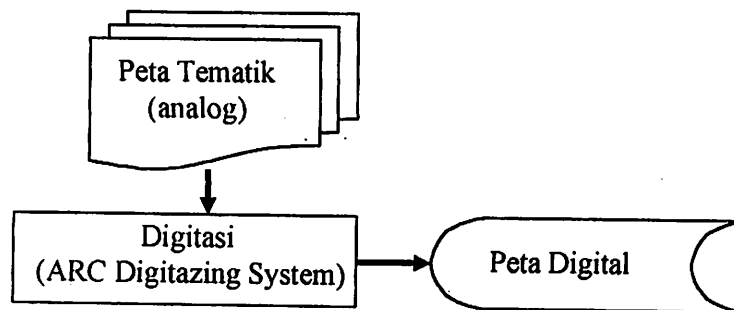 Peta Tematik
(analog)
Digitasi
(ARC Digitazing System)
Peta Digital